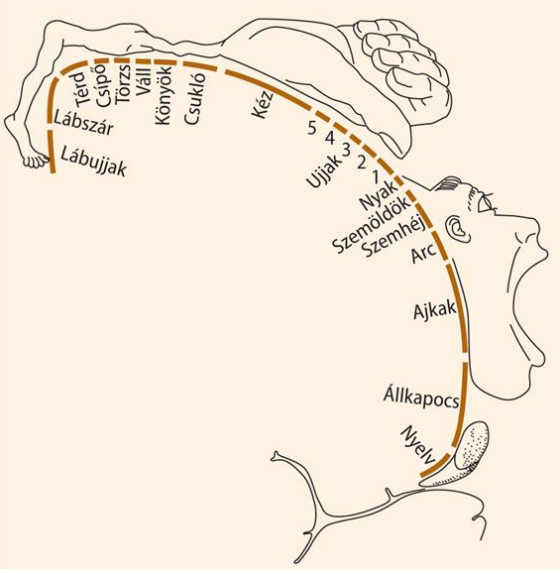 Térd
Csípő
Törzs
Váll
Könyök
Csukló
Kéz
5
4
3
2
1
Ujjak
Nyak
Szemöldök
Szemhéj
Arc
Ajkak
Állkapocs
Nyelv
Lábszár
Lábujjak